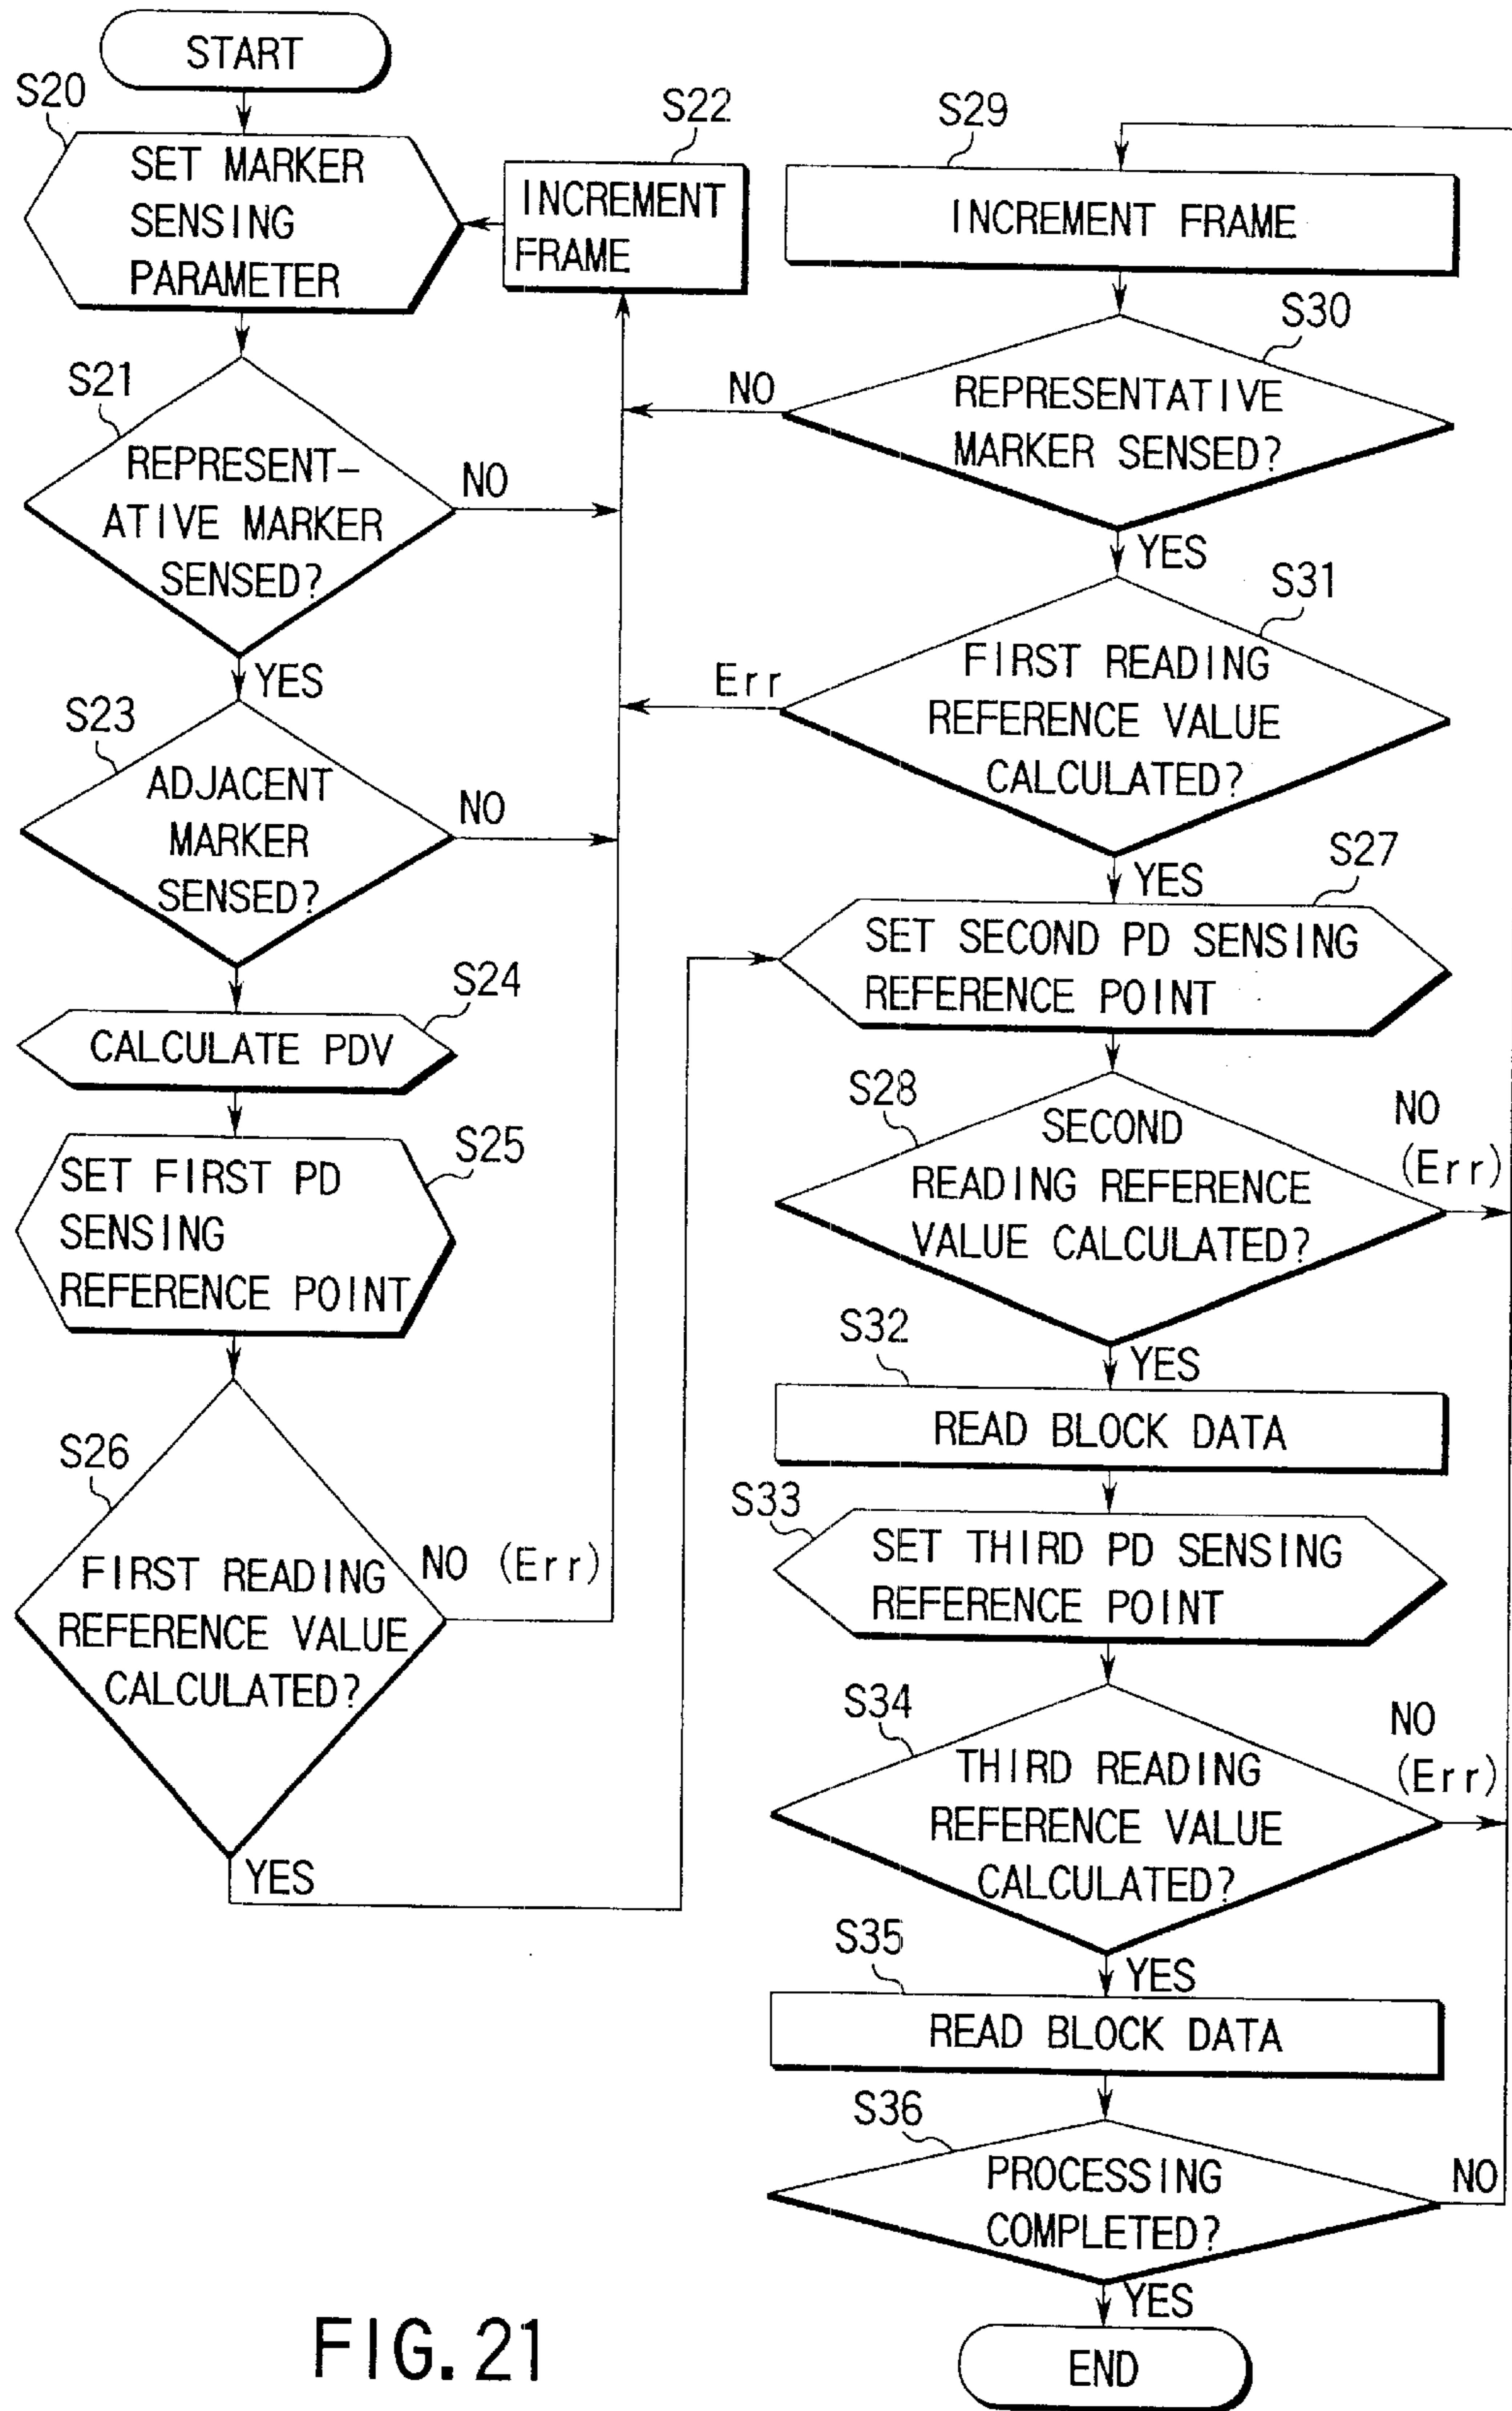 START
S20
SET MARKER
SENSING
PARAMETER
S22
INCREMENT
FRAME
S21
REPRESENT-
ATIVE MARKER
SENSED?
NO
YES
S23
ADJACENT
MARKER
SENSED?
NO
S24
CALCULATE PDV
S25
SET FIRST PD
SENSING
REFERENCE POINT
S26
FIRST READING
REFERENCE VALUE
CALCULATED?
NO (Err)
YES
S29
INCREMENT FRAME
S30
REPRESENTATIVE
MARKER SENSED?
NO
YES
S31
FIRST READING
REFERENCE VALUE
CALCULATED?
Err
YES
S27
SET SECOND PD SENSING
REFERENCE POINT
S28
SECOND
READING REFERENCE
VALUE CALCULATED?
NO
(Err)
YES
S32
READ BLOCK DATA
S33
SET THIRD PD SENSING
REFERENCE POINT
S34
THIRD READING
REFERENCE VALUE
CALCULATED?
NO
(Err)
YES
S35
READ BLOCK DATA
S36
PROCESSING
COMPLETED?
NO
YES
END
FIG. 21